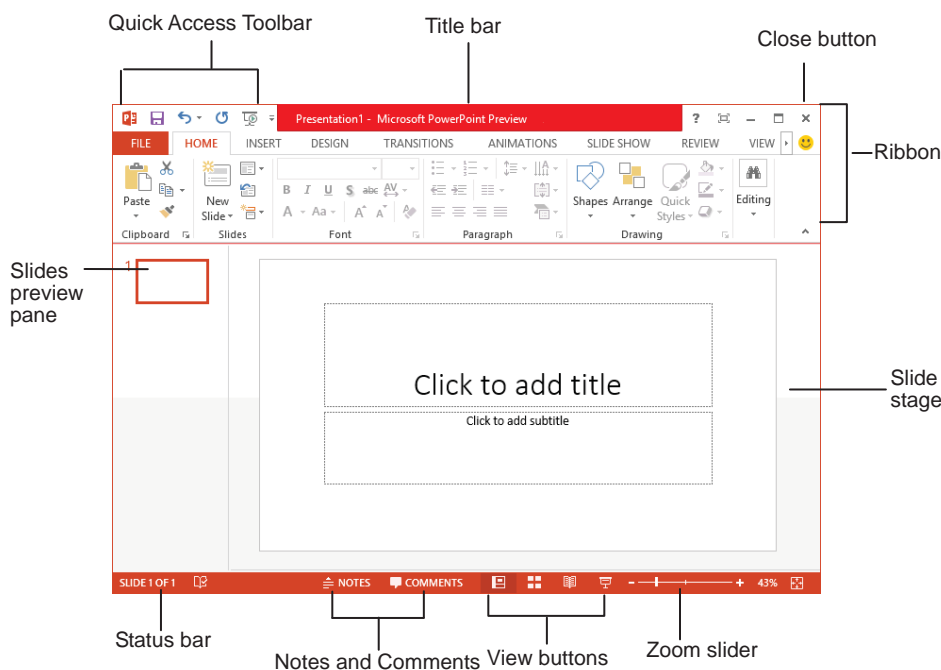 Quick Access Toolbar
Title bar
Close button
Presentation1 - Microsoft PowerPoint Preview
?
FILE HOME INSERT DESIGN TRANSITIONS ANIMATIONS SLIDE SHOW REVIEW VIEW
Ribbon
Paste
New
Slide
B I U S abc AV
A Aa A A
Shapes Arrange Quick
Styles
Editing
Clipboard Slides Font Paragraph Drawing
Slides
preview
pane
1
Click to add title
Click to add subtitle
Slide
stage
SLIDE 1 OF 1 NOTES COMMENTS - + 43%
Status bar
Notes and Comments
View buttons
Zoom slider